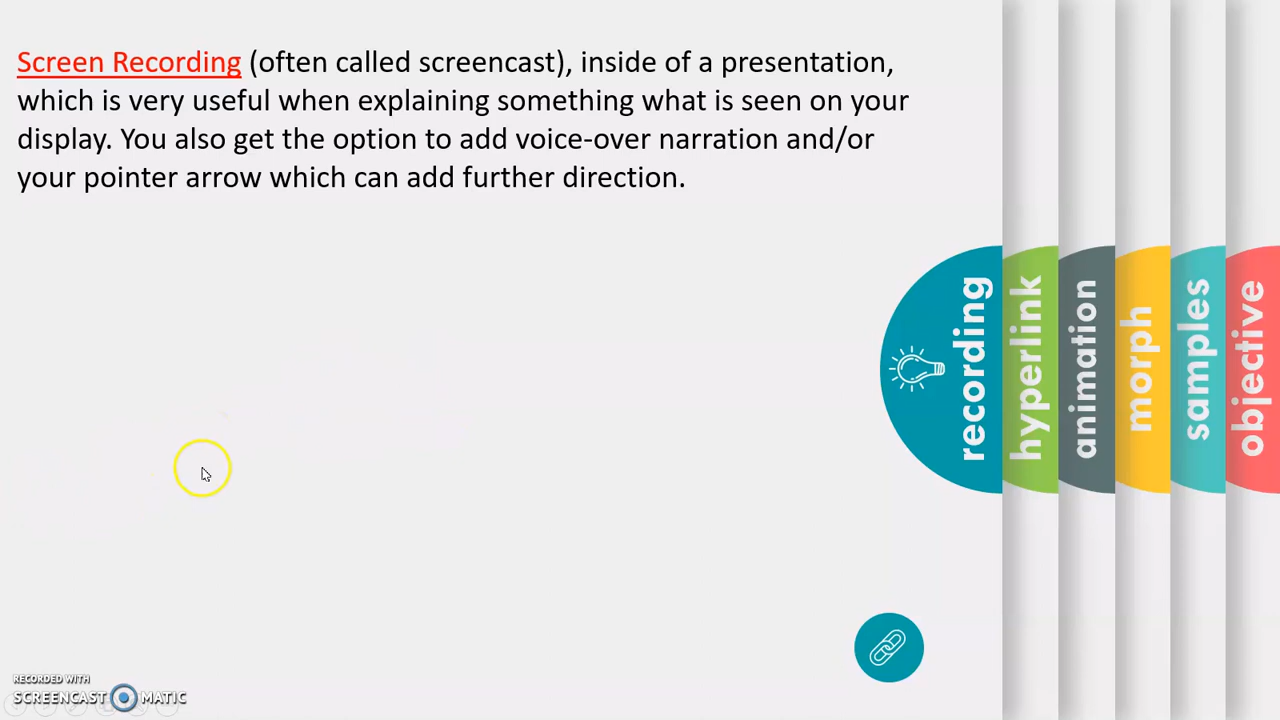 Screen Recording (often called screencast), inside of a presentation,
which is very useful when explaining something what is seen on your
display. You also get the option to add voice-over narration and/or
your pointer arrow which can add further direction.
recording
hyperlink
animation
morph
samples
objective
RECORDED WITH
SCREENCAST MATIC